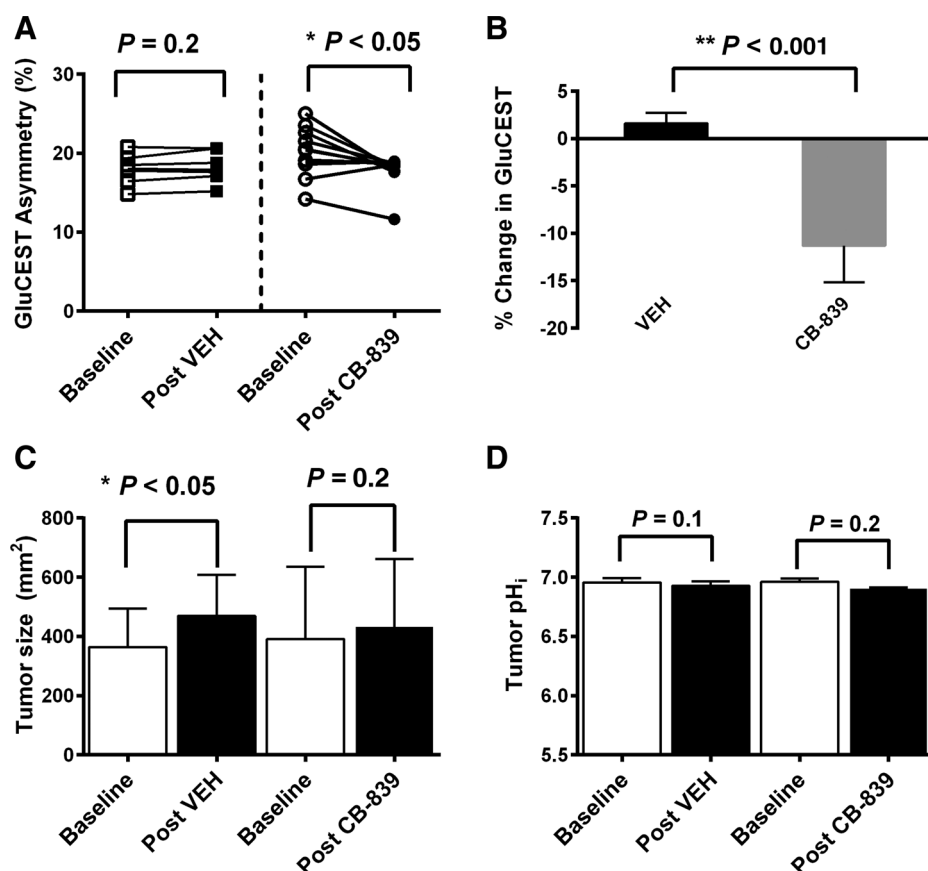 A
P = 0.2
* P < 0.05
GluCEST Asymmetry (%)
30
20
10
0
Baseline
Post VEH
Baseline
Post CB-839
B
** P < 0.001
% Change in GluCEST
5
0
-5
-10
-15
-20
VEH
CB-839
C
* P < 0.05
P = 0.2
Tumor size (mm²)
800
600
400
200
0
Baseline
Post VEH
Baseline
Post CB-839
D
P = 0.1
P = 0.2
Tumor pHᵢ
7.5
7.0
6.5
6.0
5.5
Baseline
Post VEH
Baseline
Post CB-839